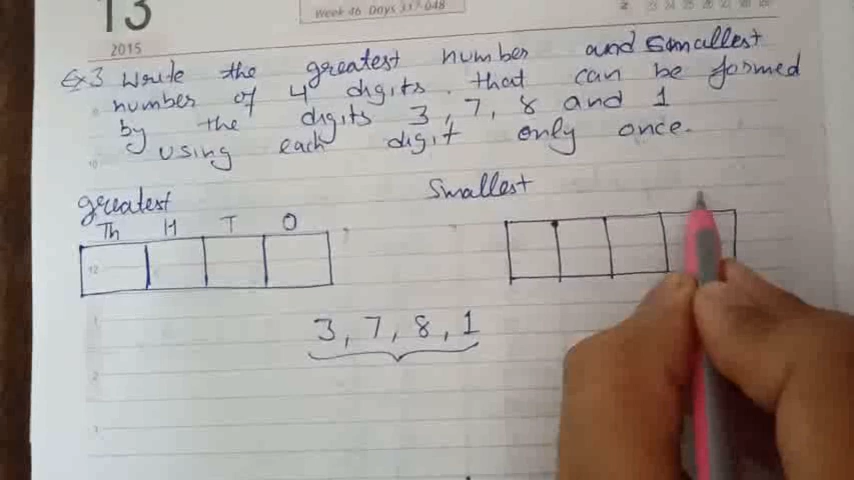 13
2015
Ex3 Write the greatest number and smallest
number of 4 digits that can be formed
by the digits 3, 7, 8 and 1
using each digit only once.
greatest
Smallest
Th H T O
3, 7, 8, 1